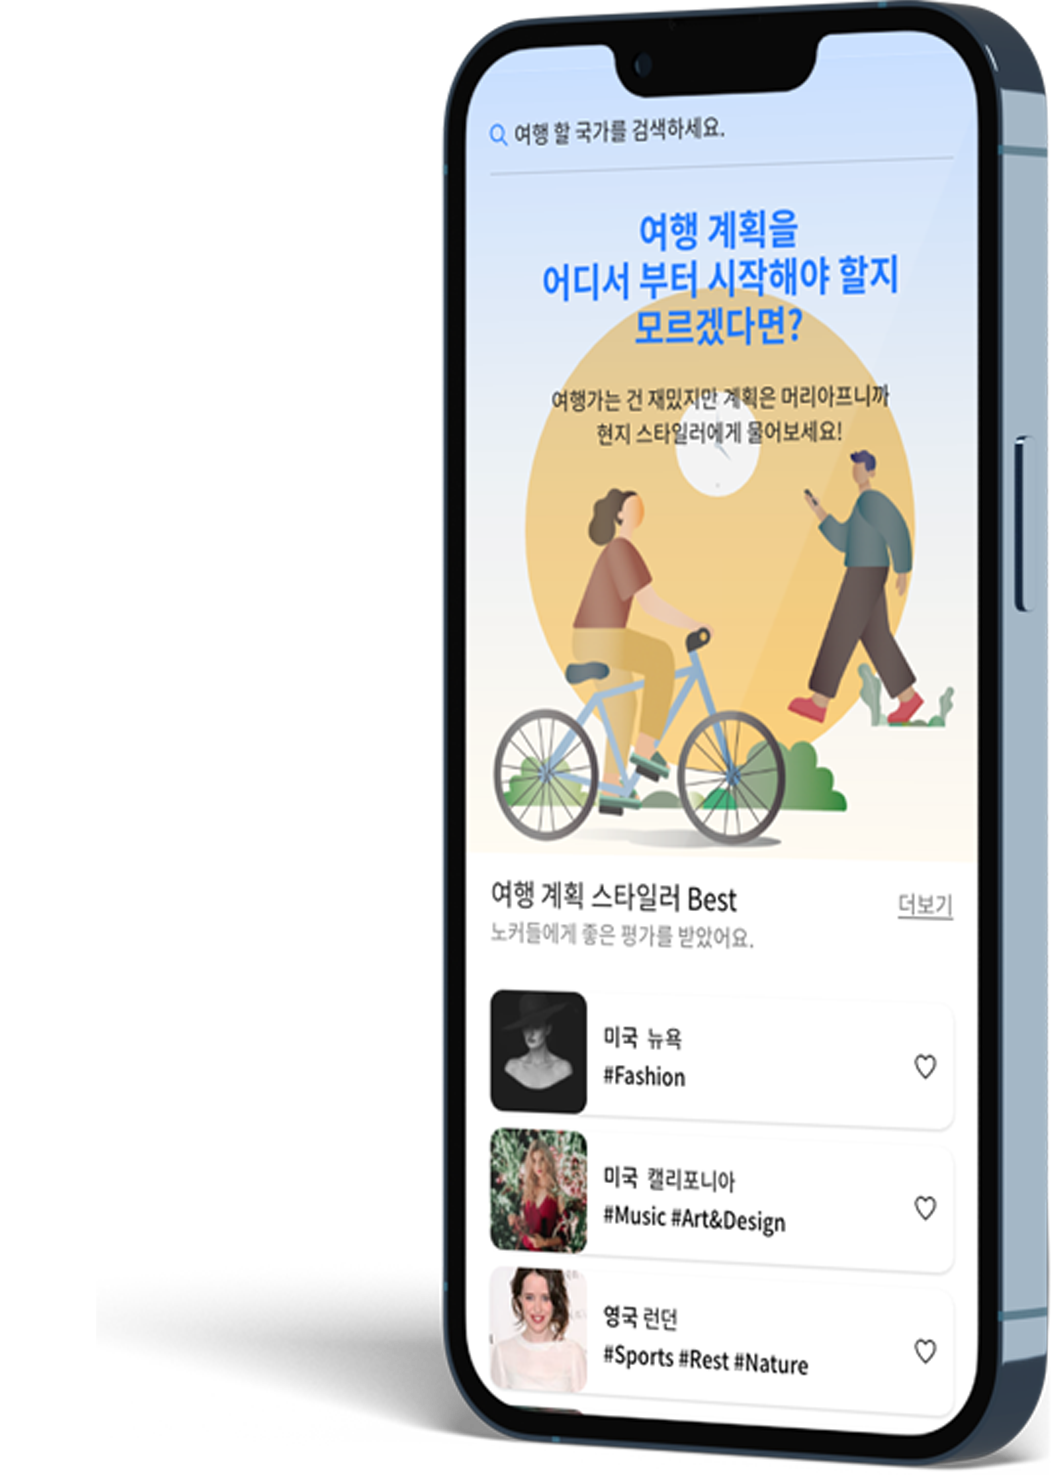 여행 할 국가를 검색하세요.
여행 계획을
어디서 부터 시작해야 할지
모르겠다면?
여행가는 건 재밌지만 계획은 머리아프니까
현지 스타일러에게 물어보세요!
여행 계획 스타일러 Best
더보기
노커들에게 좋은 평가를 받았어요.
미국 뉴욕
#Fashion
미국 캘리포니아
#Music #Art&Design
영국 런던
#Sports #Rest #Nature